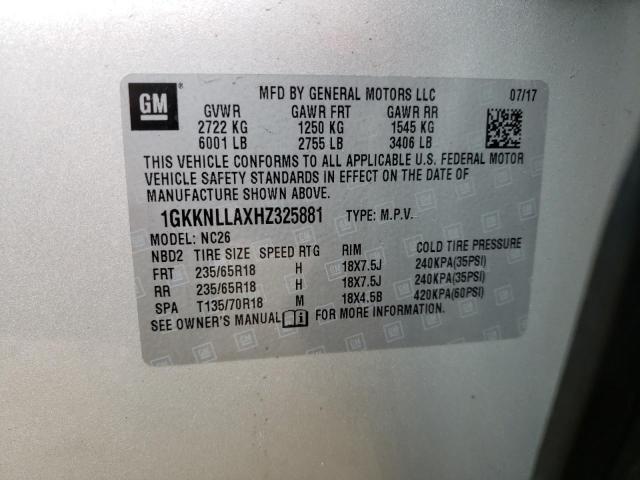 GM
MFD BY GENERAL MOTORS LLC 07/17
GVWR GAWR FRT GAWR RR
2722 KG 1250 KG 1545 KG
6001 LB 2755 LB 3406 LB
THIS VEHICLE CONFORMS TO ALL APPLICABLE U.S. FEDERAL MOTOR
VEHICLE SAFETY STANDARDS IN EFFECT ON THE DATE OF
MANUFACTURE SHOWN ABOVE.
1GKKNLLAXHZ325881 TYPE: M.P.V.
MODEL: NC26
NBD2 TIRE SIZE SPEED RTG RIM COLD TIRE PRESSURE
FRT 235/65R18 H 18X7.5J 240KPA(35PSI)
RR 235/65R18 H 18X7.5J 240KPA(35PSI)
SPA T135/70R18 M 18X4.5B 420KPA(60PSI)
SEE OWNER'S MANUAL FOR MORE INFORMATION.